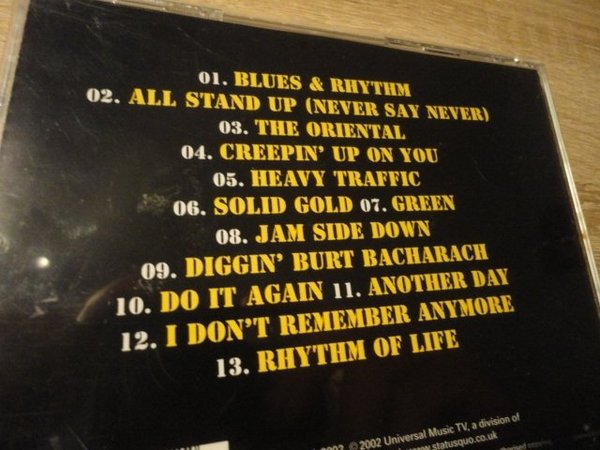 01. BLUES & RHYTHM
02. ALL STAND UP (NEVER SAY NEVER)
03. THE ORIENTAL
04. CREEPIN' UP ON YOU
05. HEAVY TRAFFIC
06. SOLID GOLD 07. GREEN
08. JAM SIDE DOWN
09. DIGGIN' BURT BACHARACH
10. DO IT AGAIN 11. ANOTHER DAY
12. I DON'T REMEMBER ANYMORE
13. RHYTHM OF LIFE
2002 © 2002 Universal Music TV, a division of
www.statusquo.co.uk